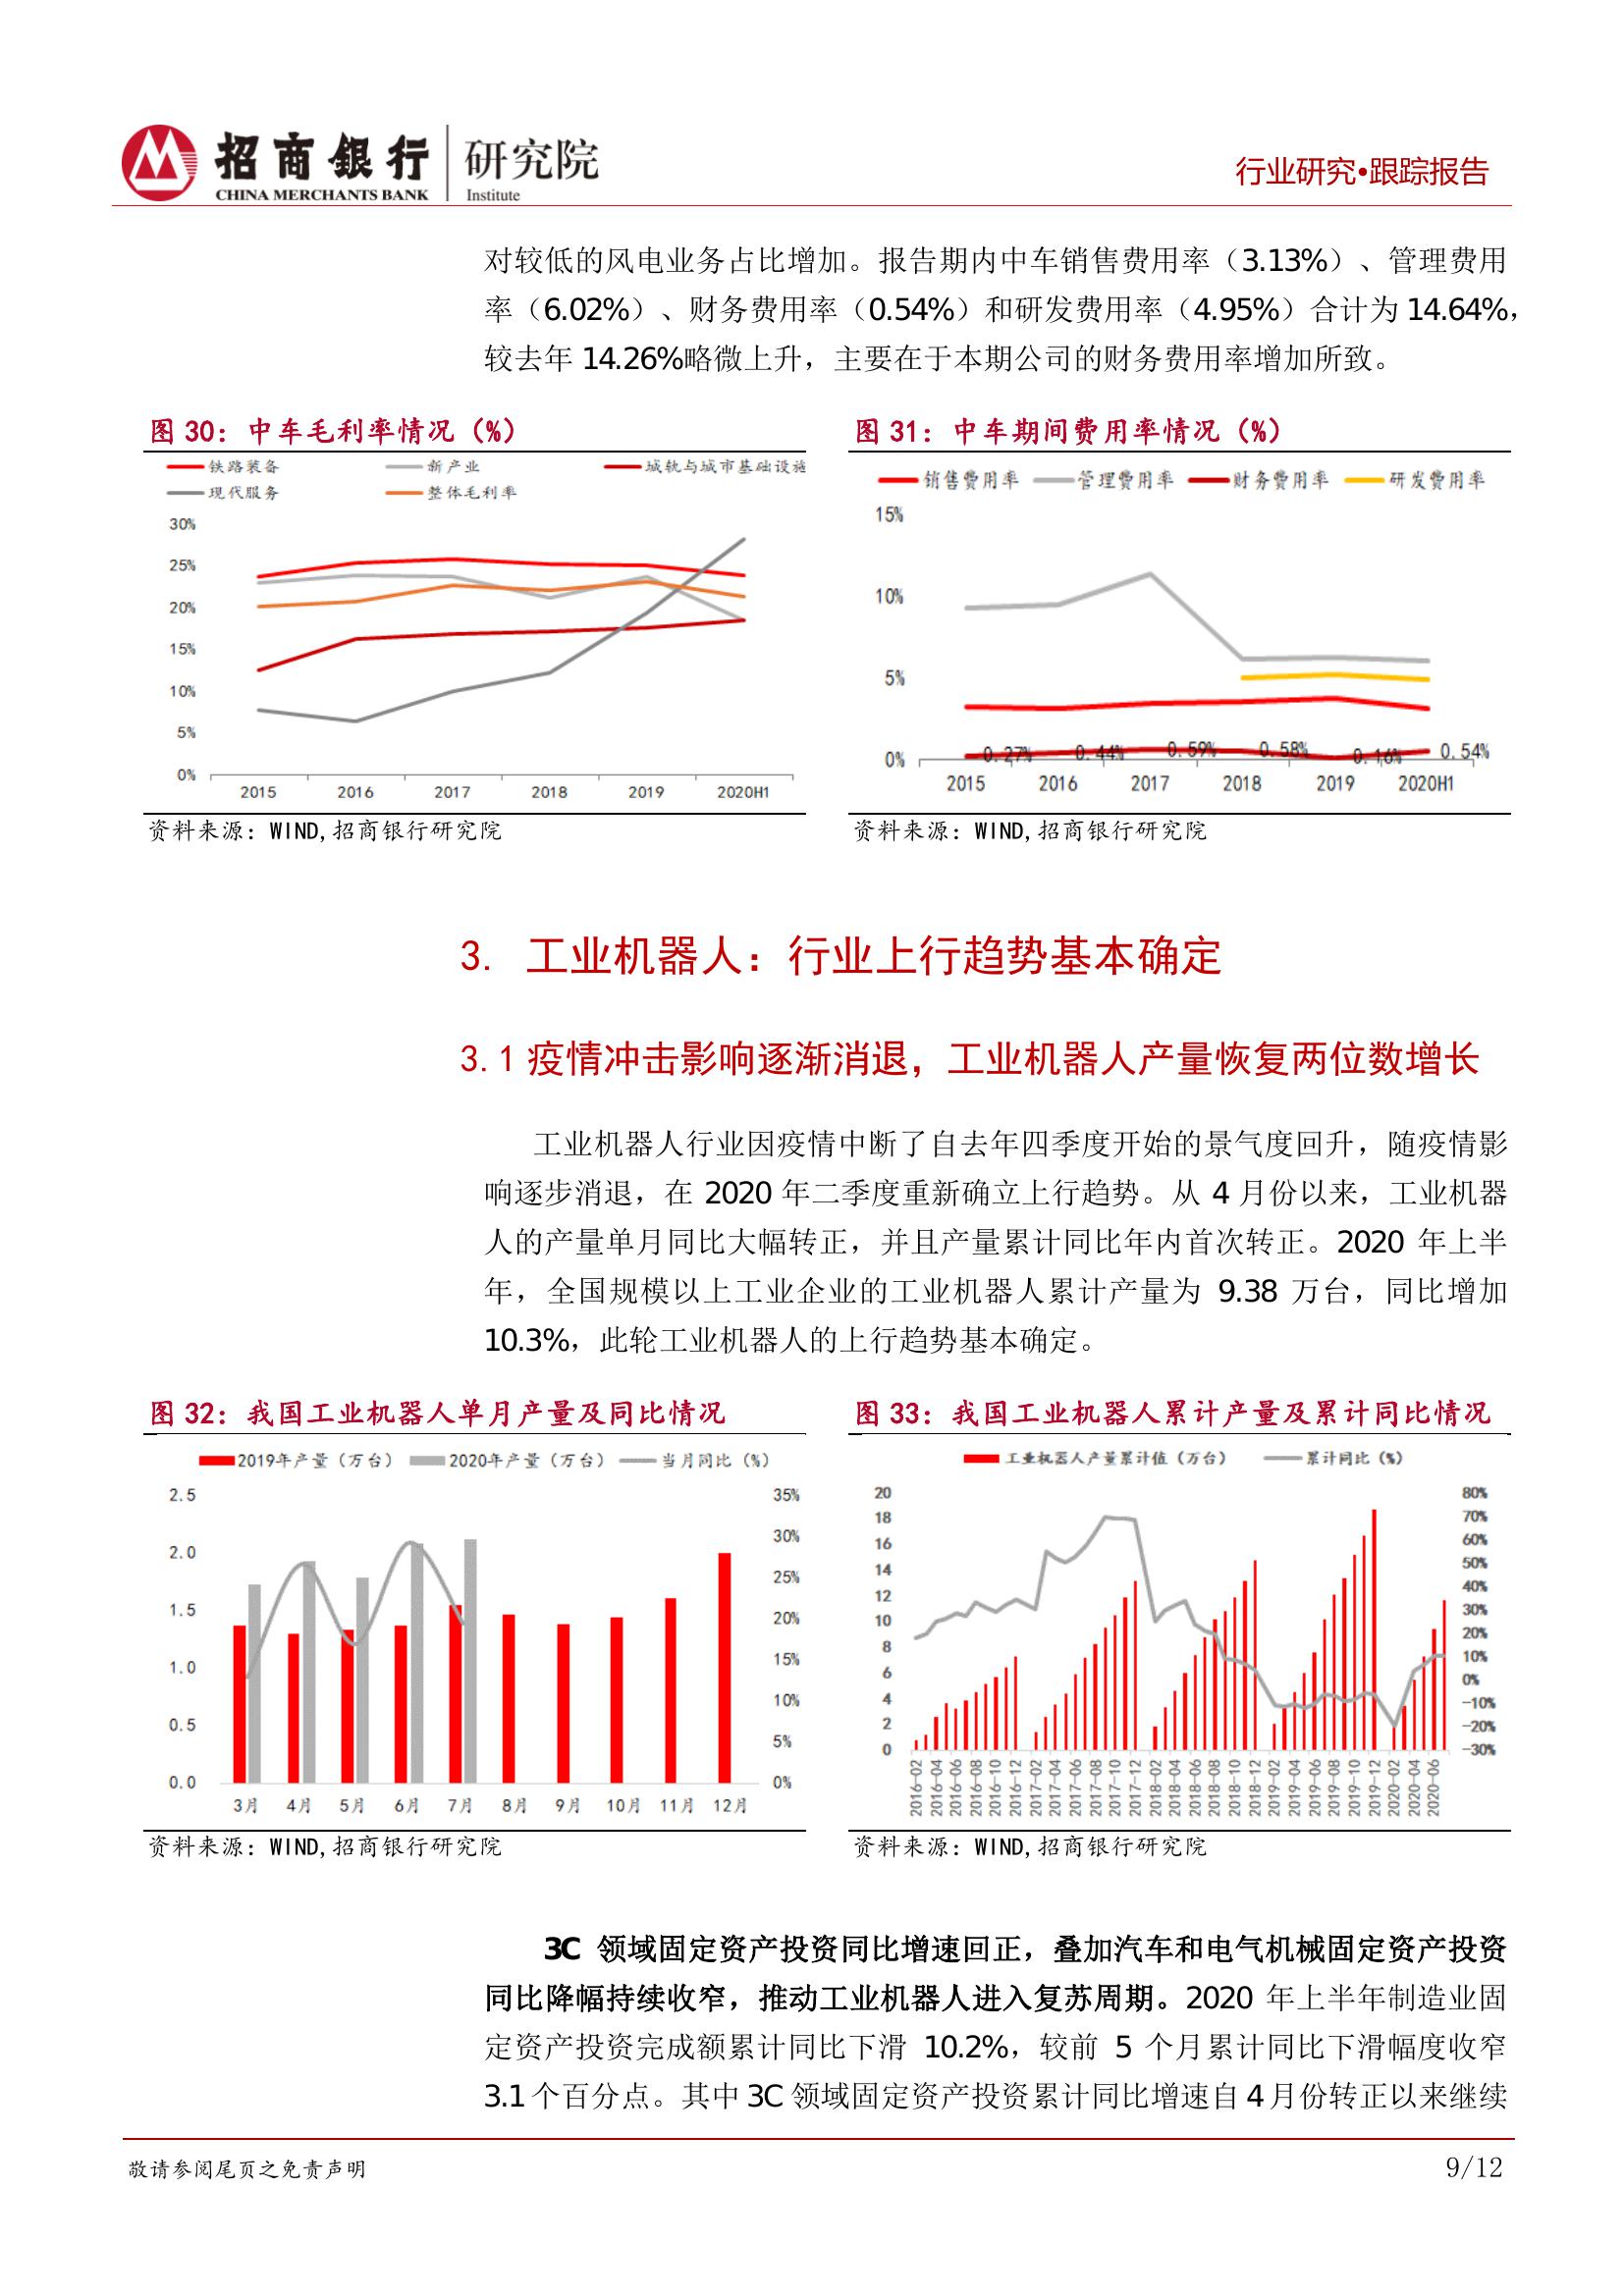 招商银行 研究院
CHINA MERCHANTS BANK Institute
行业研究•跟踪报告
对较低的风电业务占比增加。报告期内中车销售费用率（3.13%）、管理费用
率（6.02%）、财务费用率（0.54%）和研发费用率（4.95%）合计为 14.64%，
较去年 14.26%略微上升，主要在于本期公司的财务费用率增加所致。
图 30：中车毛利率情况（%）
铁路装备 新产业 城轨与城市基础设施
现代服务 整体毛利率
30%
25%
20%
15%
10%
5%
0%
2015 2016 2017 2018 2019 2020H1
资料来源：WIND,招商银行研究院
图 31：中车期间费用率情况（%）
销售费用率 管理费用率 财务费用率 研发费用率
15%
10%
5%
0%
0.27% 0.44% 0.59% 0.58% 0.16% 0.54%
2015 2016 2017 2018 2019 2020H1
资料来源：WIND,招商银行研究院
3. 工业机器人：行业上行趋势基本确定
3.1 疫情冲击影响逐渐消退，工业机器人产量恢复两位数增长
工业机器人行业因疫情中断了自去年四季度开始的景气度回升，随疫情影
响逐步消退，在 2020 年二季度重新确立上行趋势。从 4 月份以来，工业机器
人的产量单月同比大幅转正，并且产量累计同比年内首次转正。2020 年上半
年，全国规模以上工业企业的工业机器人累计产量为 9.38 万台，同比增加
10.3%，此轮工业机器人的上行趋势基本确定。
图 32：我国工业机器人单月产量及同比情况
2019年产量（万台） 2020年产量（万台） 当月同比（%）
2.5
2.0
1.5
1.0
0.5
0.0
35%
30%
25%
20%
15%
10%
5%
0%
3月 4月 5月 6月 7月 8月 9月 10月 11月 12月
资料来源：WIND,招商银行研究院
图 33：我国工业机器人累计产量及累计同比情况
工业机器人产量累计值（万台） 累计同比（%）
20
18
16
14
12
10
8
6
4
2
0
80%
70%
60%
50%
40%
30%
20%
10%
0%
-10%
-20%
-30%
2016-02 2016-04 2016-06 2016-08 2016-10 2016-12 2017-02 2017-04 2017-06 2017-08 2017-10 2017-12 2018-02 2018-04 2018-06 2018-08 2018-10 2018-12 2019-02 2019-04 2019-06 2019-08 2019-10 2019-12 2020-02 2020-04 2020-06
资料来源：WIND,招商银行研究院
3C 领域固定资产投资同比增速回正，叠加汽车和电气机械固定资产投资
同比降幅持续收窄，推动工业机器人进入复苏周期。2020 年上半年制造业固
定资产投资完成额累计同比下滑 10.2%，较前 5 个月累计同比下滑幅度收窄
3.1 个百分点。其中 3C 领域固定资产投资累计同比增速自 4 月份转正以来继续
敬请参阅尾页之免责声明
9/12